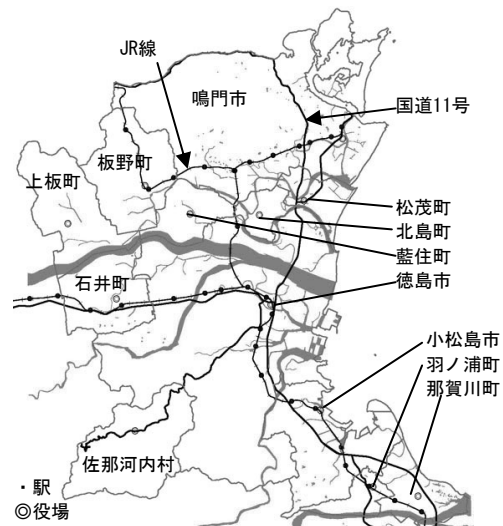 JR線
鳴門市
国道11号
板野町
上板町
松茂町
北島町
藍住町
石井町
徳島市
小松島市
羽ノ浦町
那賀川町
佐那河内村
・駅
◎役場